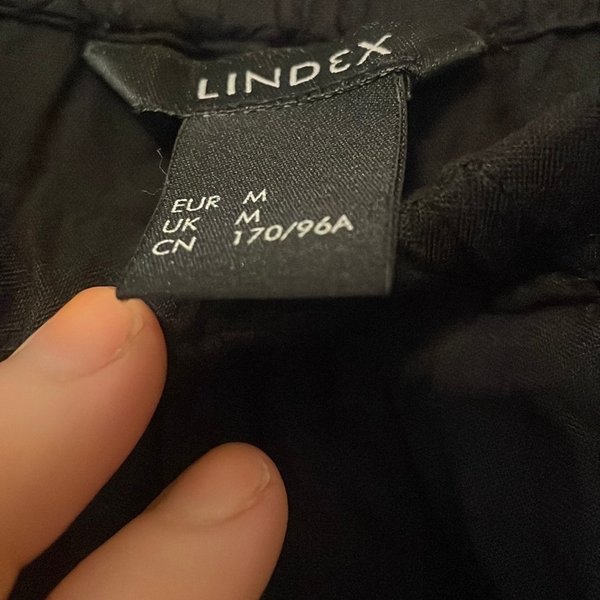 LINDEX
EUR M
UK M
CN 170/96A